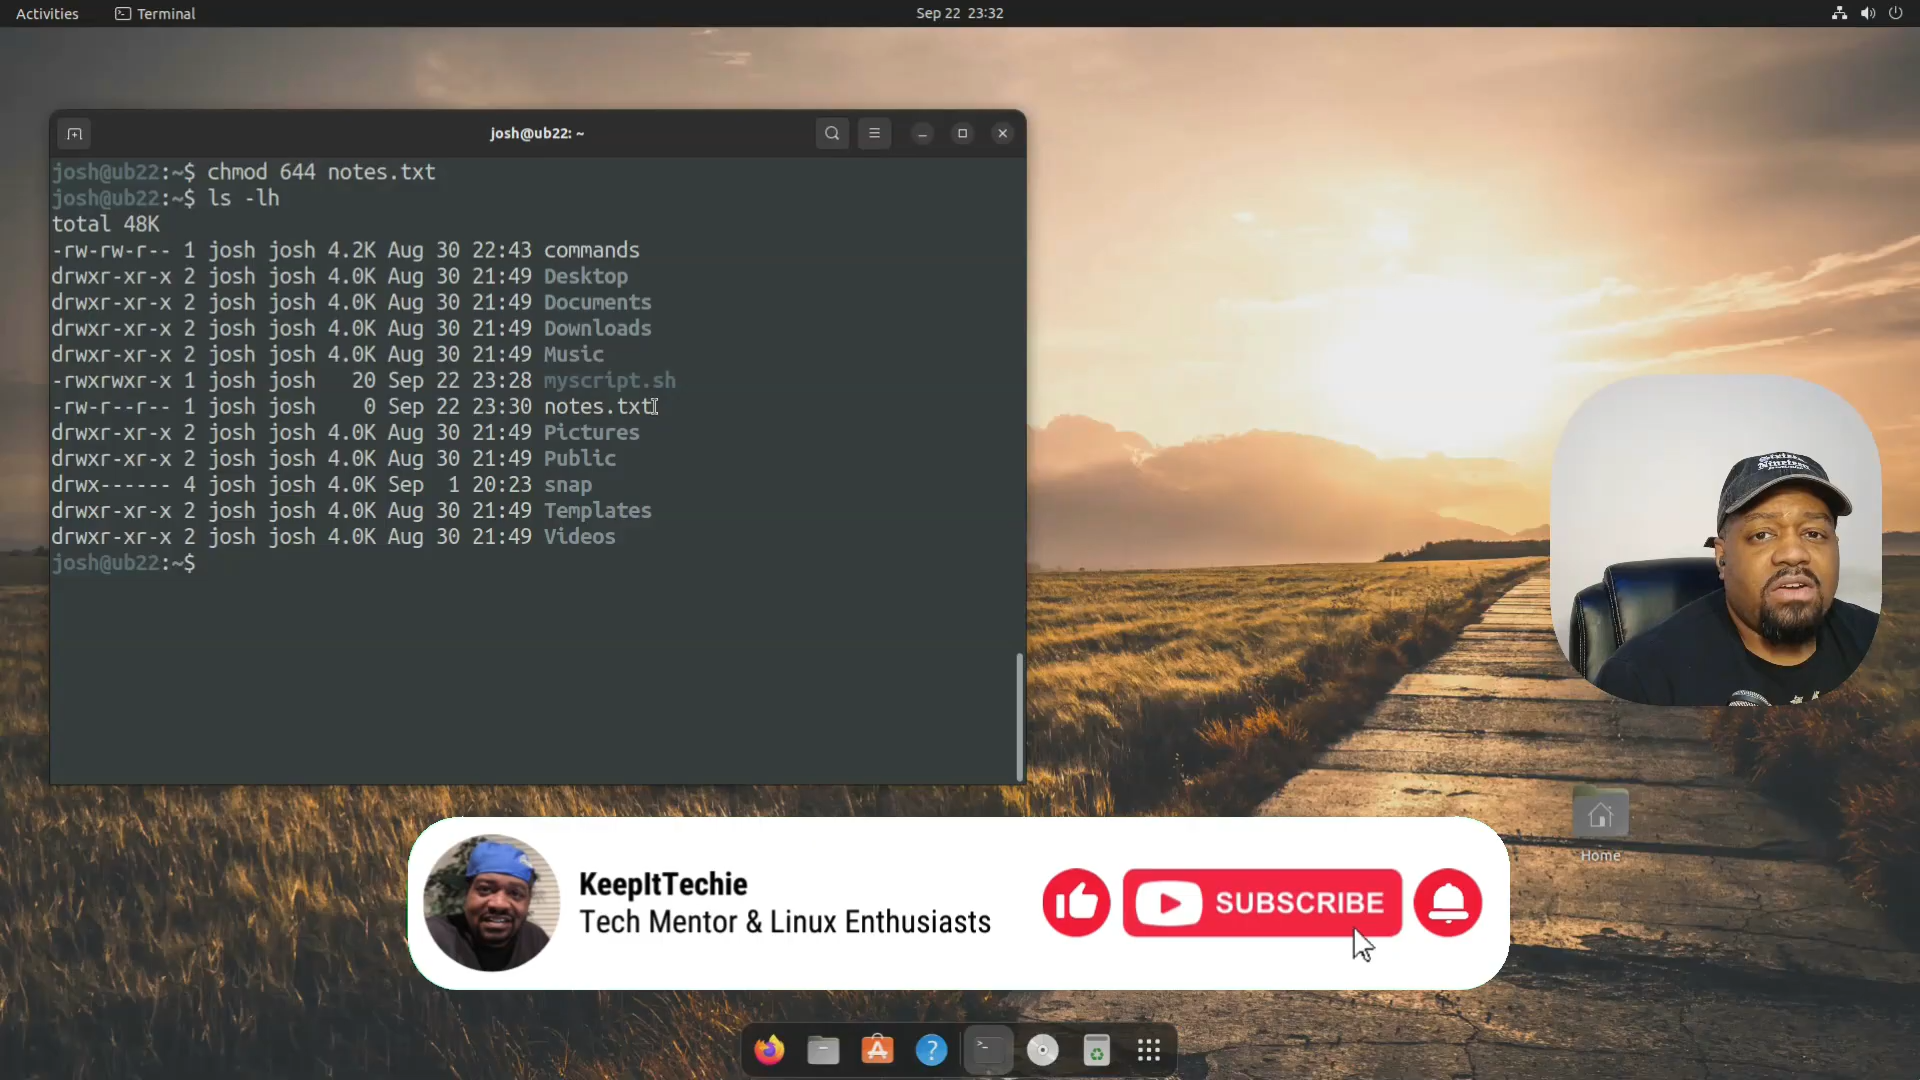 Activities Terminal Sep 22 23:32
josh@ub22: ~
josh@ub22:~$ chmod 644 notes.txt
josh@ub22:~$ ls -lh
total 48K
-rw-rw-r-- 1 josh josh 4.2K Aug 30 22:43 commands
drwxr-xr-x 2 josh josh 4.0K Aug 30 21:49 Desktop
drwxr-xr-x 2 josh josh 4.0K Aug 30 21:49 Documents
drwxr-xr-x 2 josh josh 4.0K Aug 30 21:49 Downloads
drwxr-xr-x 2 josh josh 4.0K Aug 30 21:49 Music
-rwxrwxr-x 1 josh josh 20 Sep 22 23:28 myscript.sh
-rw-r--r-- 1 josh josh 0 Sep 22 23:30 notes.txt
drwxr-xr-x 2 josh josh 4.0K Aug 30 21:49 Pictures
drwxr-xr-x 2 josh josh 4.0K Aug 30 21:49 Public
drwx------ 4 josh josh 4.0K Sep 1 20:23 snap
drwxr-xr-x 2 josh josh 4.0K Aug 30 21:49 Templates
drwxr-xr-x 2 josh josh 4.0K Aug 30 21:49 Videos
josh@ub22:~$
Home
KeepItTechie
Tech Mentor & Linux Enthusiasts
SUBSCRIBE